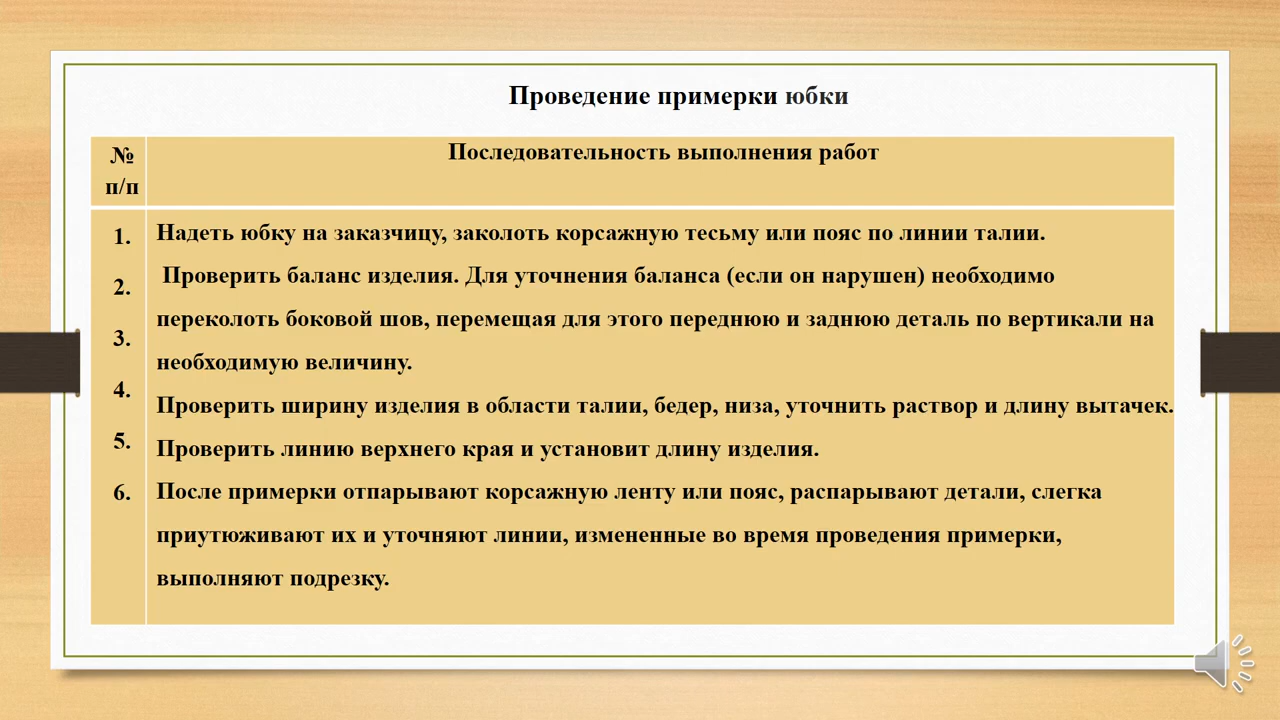 Проведение примерки юбки
№ п/п
Последовательность выполнения работ
1.
2.
3.
4.
5.
6.
Надеть юбку на заказчицу, заколоть корсажную тесьму или пояс по линии талии.
Проверить баланс изделия. Для уточнения баланса (если он нарушен) необходимо
переколоть боковой шов, перемещая для этого переднюю и заднюю деталь по вертикали на
необходимую величину.
Проверить ширину изделия в области талии, бедер, низа, уточнить раствор и длину вытачек.
Проверить линию верхнего края и установит длину изделия.
После примерки отпарывают корсажную ленту или пояс, распарывают детали, слегка
приутюживают их и уточняют линии, измененные во время проведения примерки,
выполняют подрезку.